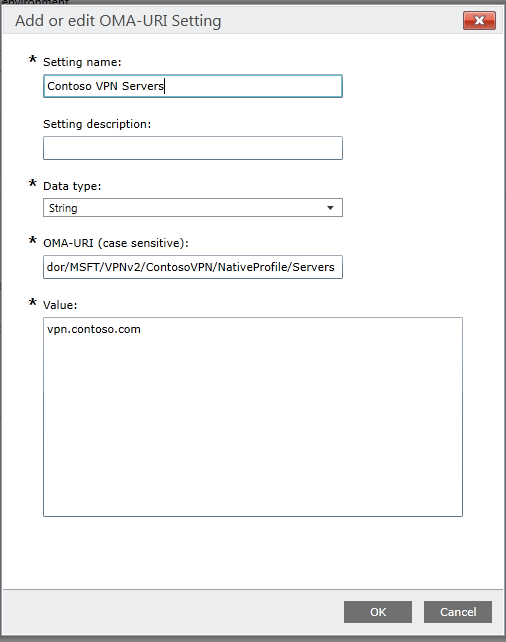 environment
Add or edit OMA-URI Setting
* Setting name:
Contoso VPN Servers
Setting description:
* Data type:
String
* OMA-URI (case sensitive):
dor/MSFT/VPNv2/ContosoVPN/NativeProfile/Servers
* Value:
vpn.contoso.com
OK
Cancel